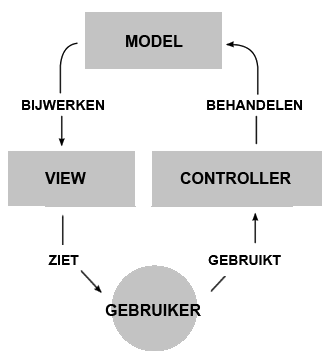 MODEL
BIJWERKEN
BEHANDELEN
VIEW
CONTROLLER
ZIET
GEBRUIKT
GEBRUIKER